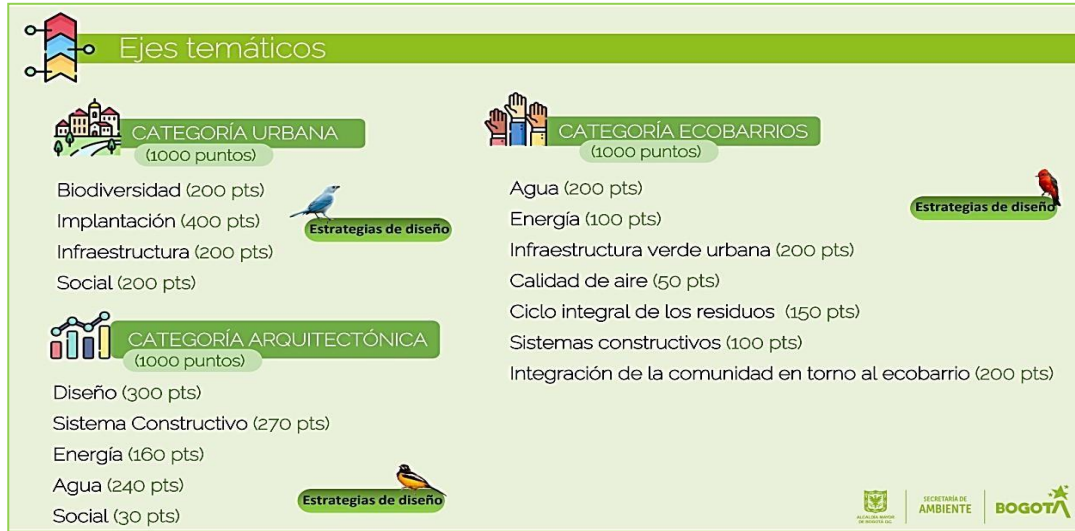 Ejes temáticos
CATEGORÍA URBANA
(1000 puntos)
Biodiversidad (200 pts)
Implantación (400 pts)
Infraestructura (200 pts)
Social (200 pts)
Estrategias de diseño
CATEGORÍA ARQUITECTÓNICA
(1000 puntos)
Diseño (300 pts)
Sistema Constructivo (270 pts)
Energía (160 pts)
Agua (240 pts)
Social (30 pts)
Estrategias de diseño
CATEGORÍA ECOBARRIOS
(1000 puntos)
Agua (200 pts)
Energía (100 pts)
Infraestructura verde urbana (200 pts)
Calidad de aire (50 pts)
Ciclo integral de los residuos (150 pts)
Sistemas constructivos (100 pts)
Integración de la comunidad en torno al ecobarrio (200 pts)
Estrategias de diseño
ALCALDÍA MAYOR
DE BOGOTÁ D.C.
SECRETARÍA DE
AMBIENTE
BOGOTÁ